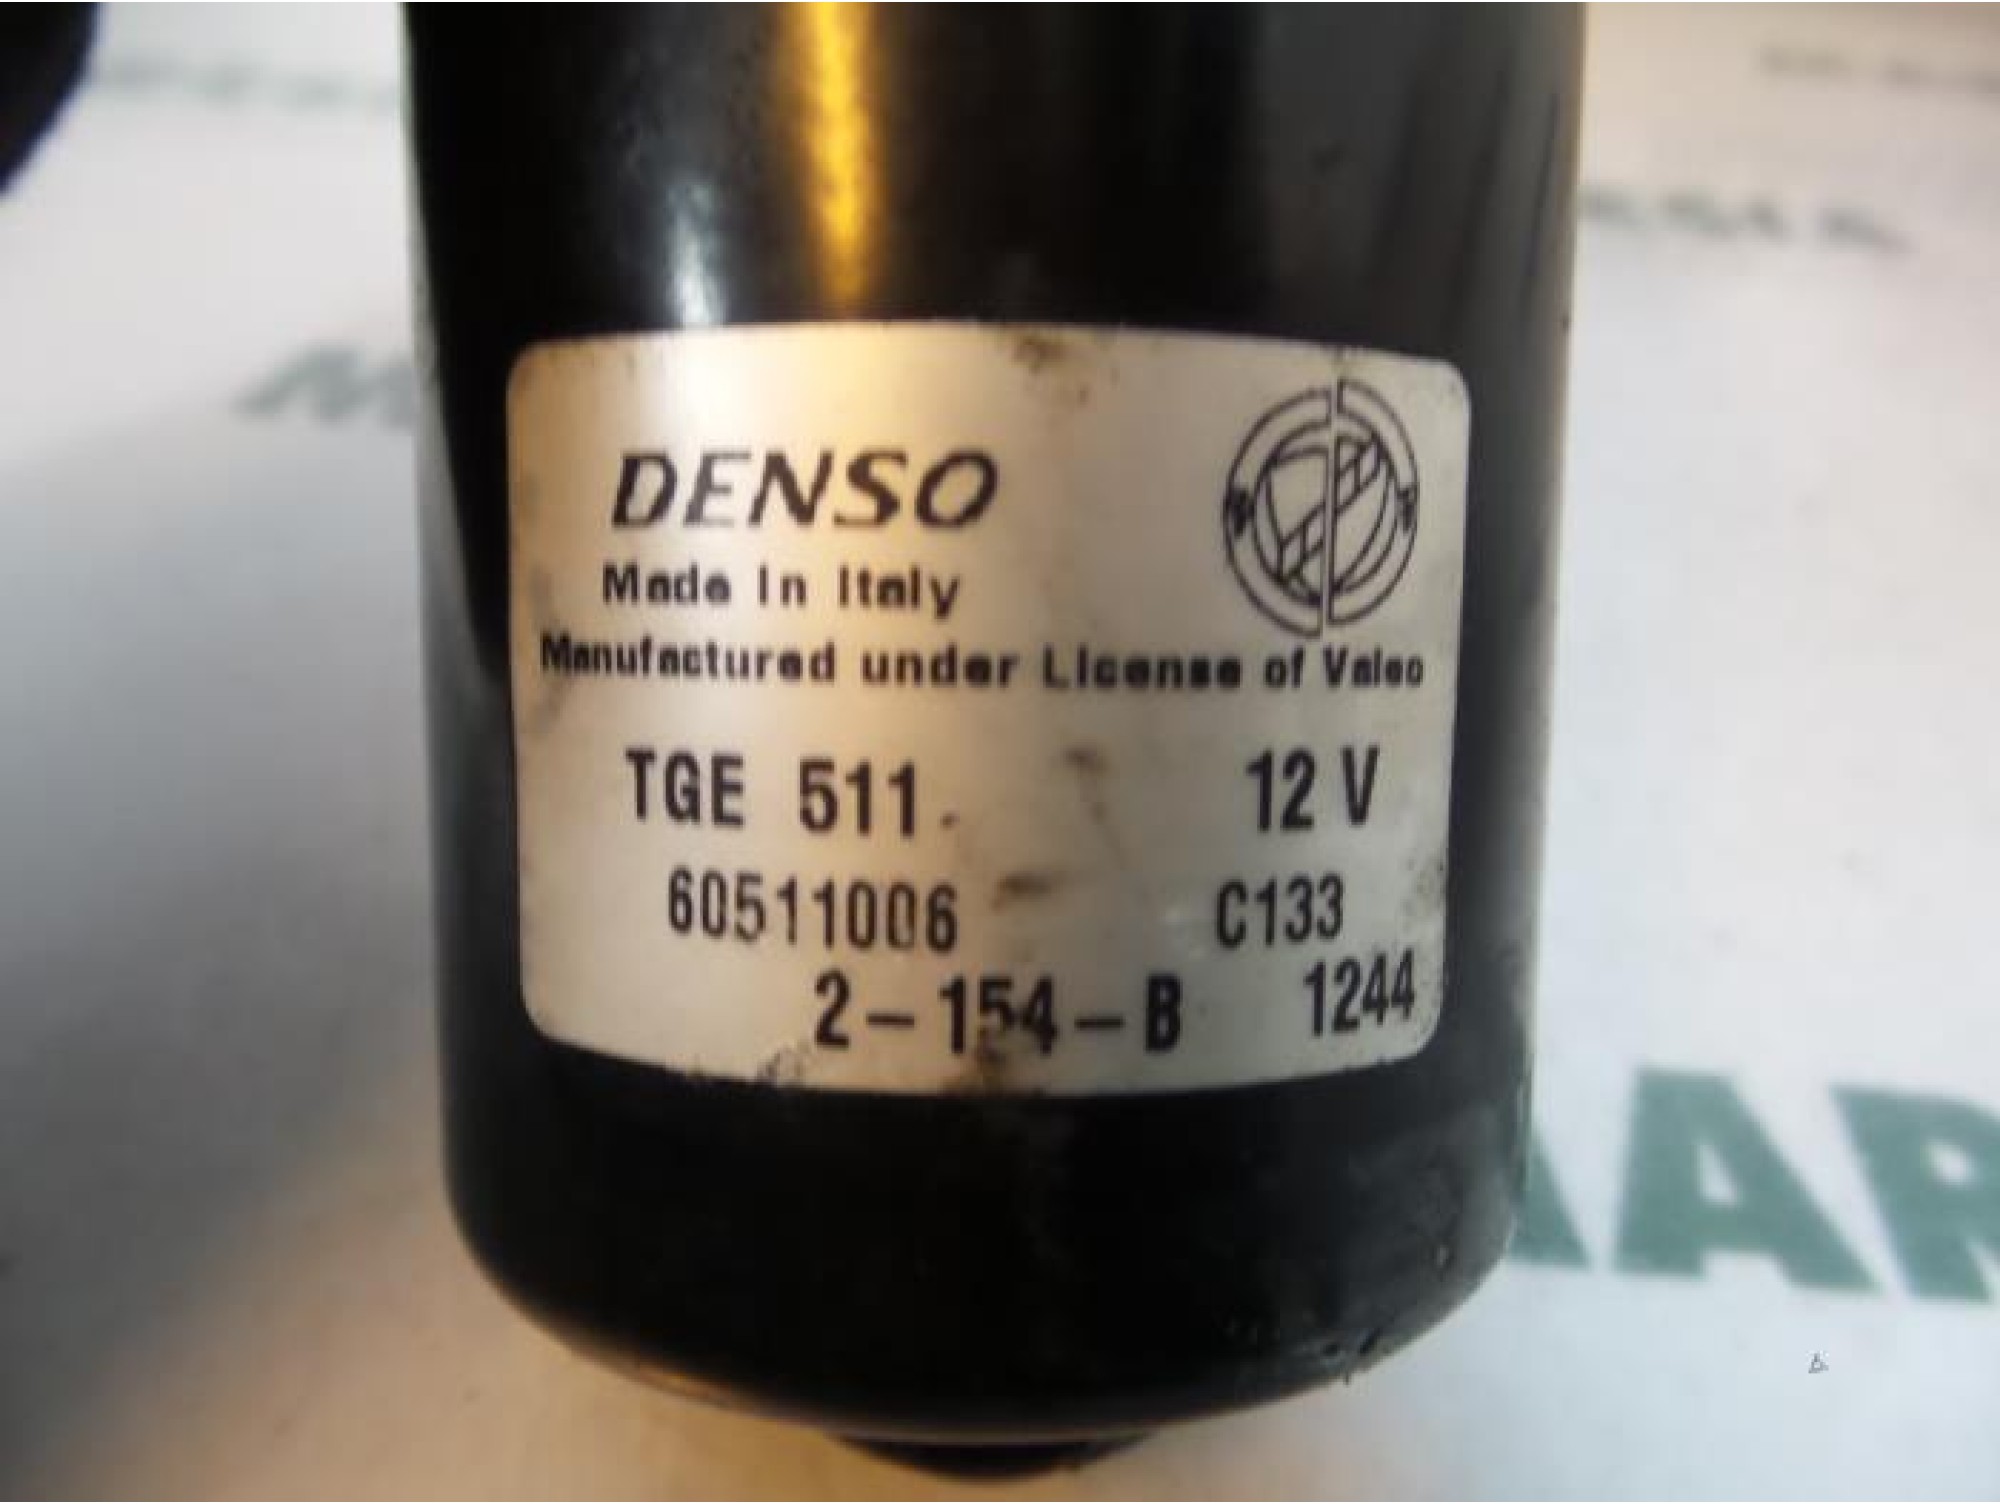 DENSO
Made In Italy
Manufactured under License of Valeo
TGE 511 12 V
60511006 C133
2-154-B 1244